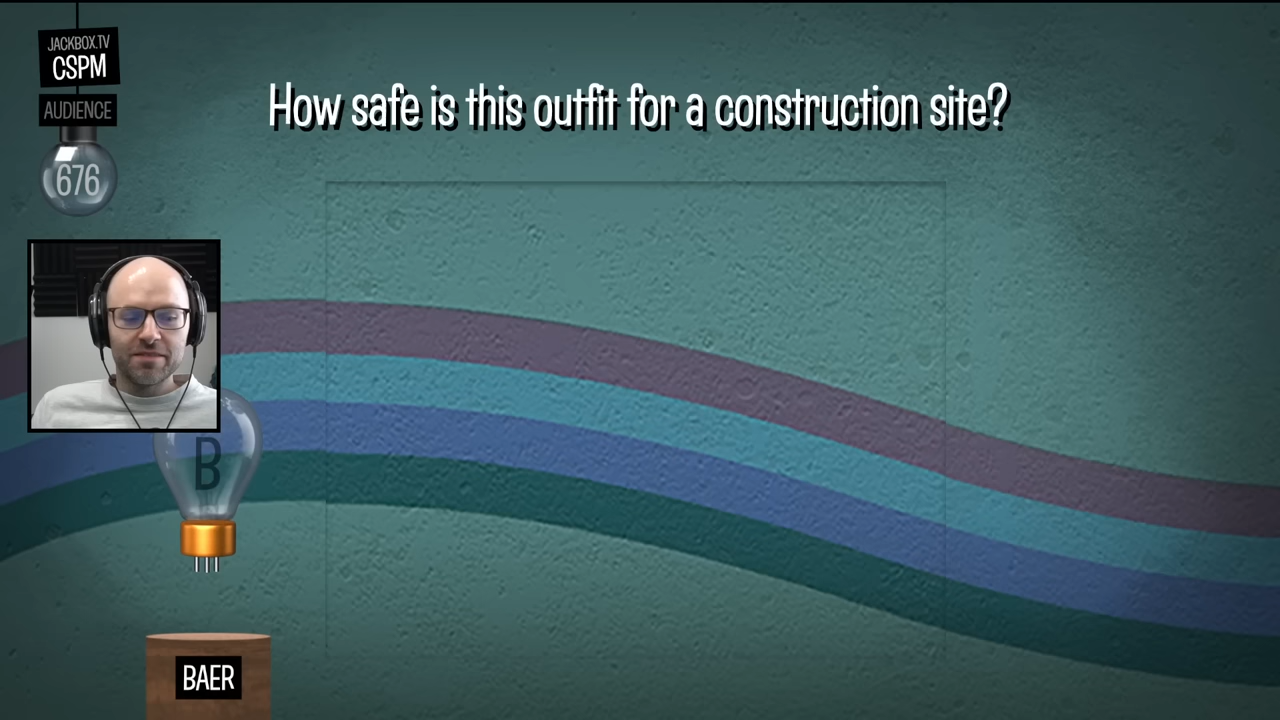 JACKBOX.TV
CSPM
AUDIENCE
676
How safe is this outfit for a construction site?
B
BAER